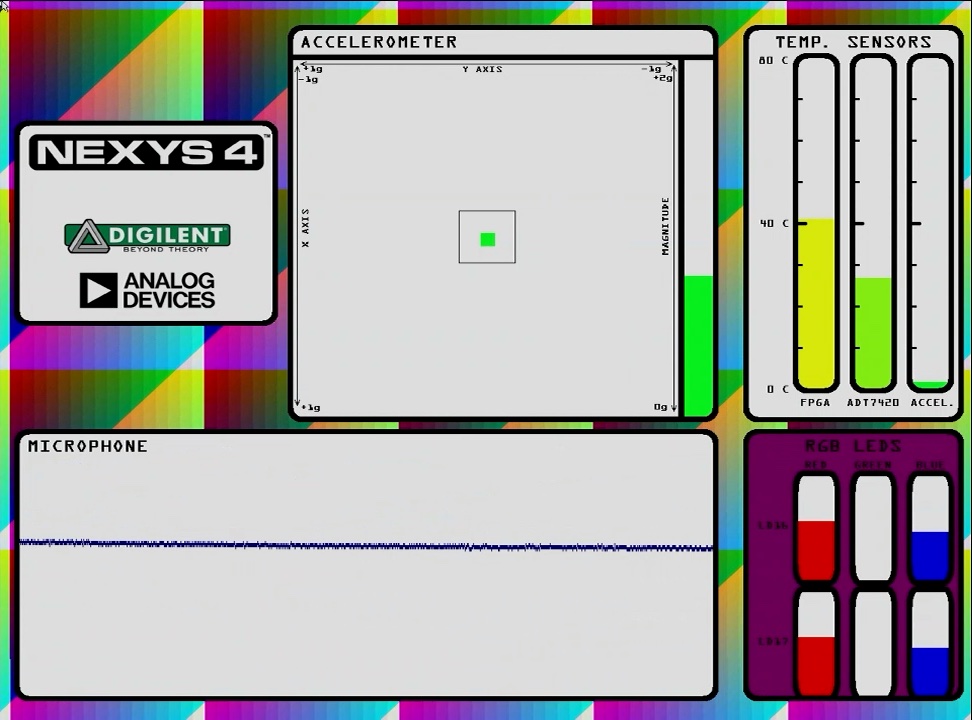 NEXYS 4™
DIGILENT®
BEYOND THEORY
ANALOG
DEVICES
ACCELEROMETER
+1g Y AXIS -1g
-1g +2g
X AXIS
MAGNITUDE
+1g 0g
TEMP. SENSORS
80 C
40 C
0 C
FPGA ADT7420 ACCEL.
MICROPHONE
RGB LEDS
RED GREEN BLUE
LD16
LD17